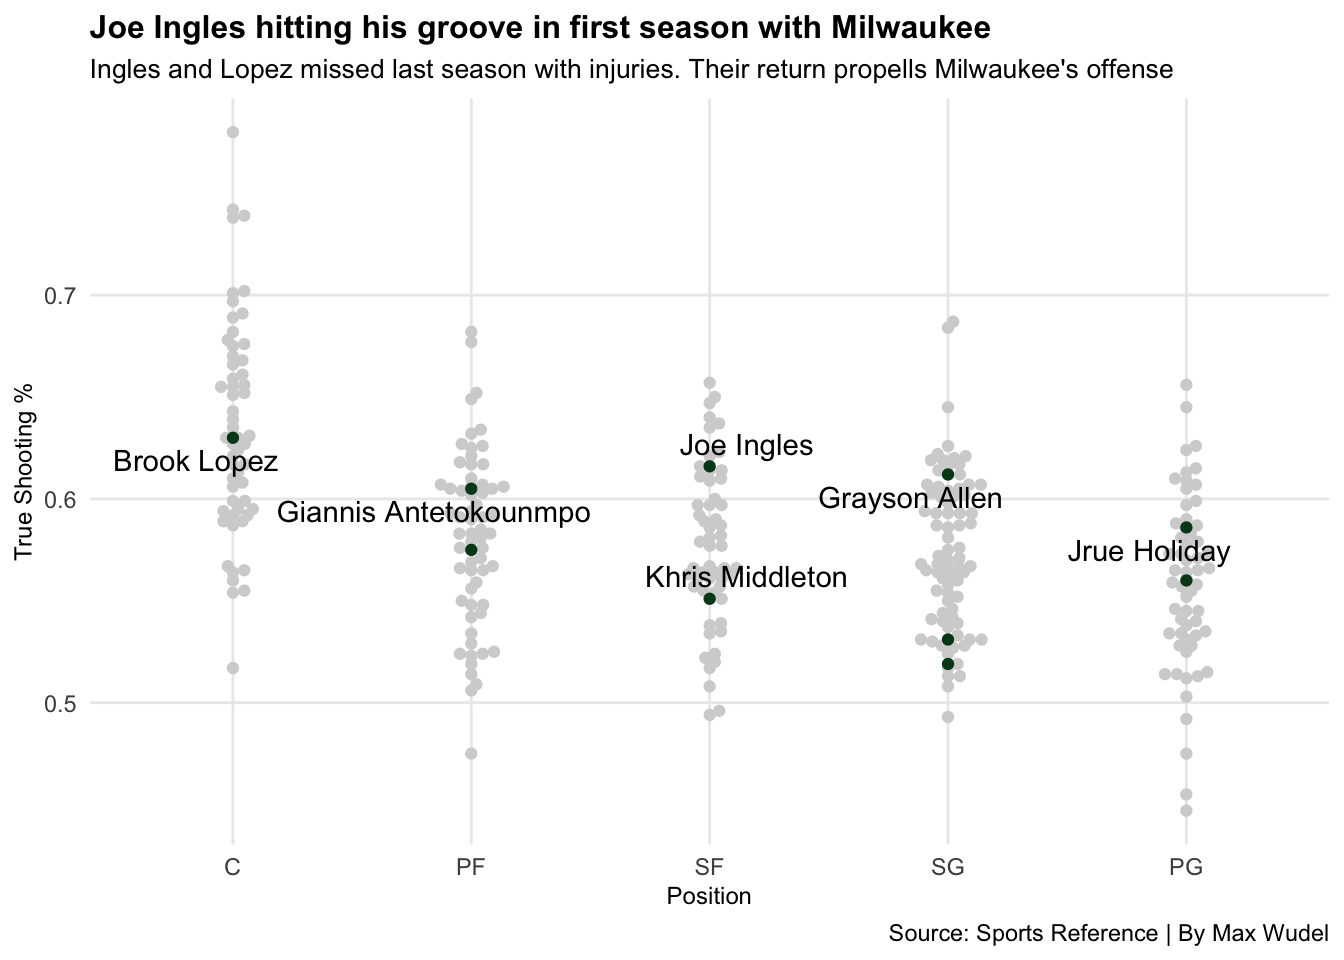 Joe Ingles hitting his groove in first season with Milwaukee
Ingles and Lopez missed last season with injuries. Their return propells Milwaukee's offense
True Shooting %
0.7
0.6
0.5
Brook Lopez
Giannis Antetokounmpo
Joe Ingles
Khris Middleton
Grayson Allen
Jrue Holiday
C PF SF SG PG
Position
Source: Sports Reference | By Max Wudel